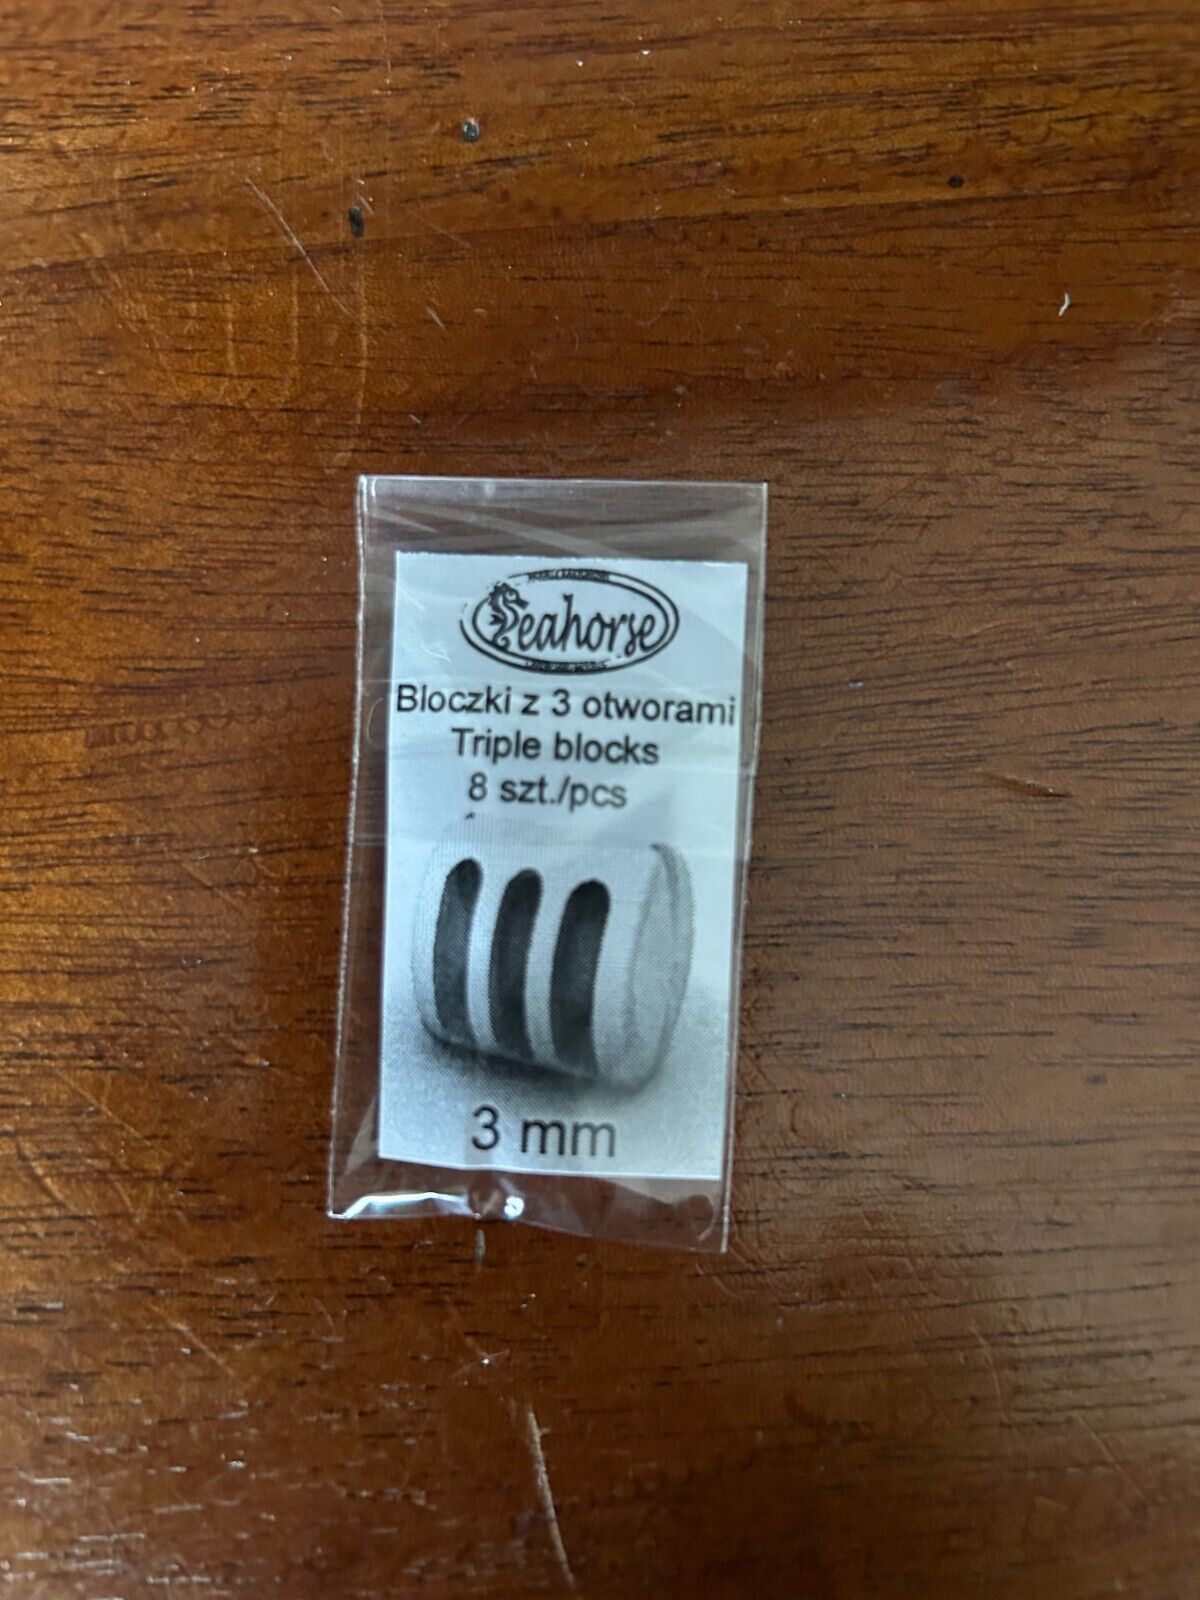 Seahorse
Bloczki z 3 otworami
Triple blocks
8 szt./pcs
3 mm